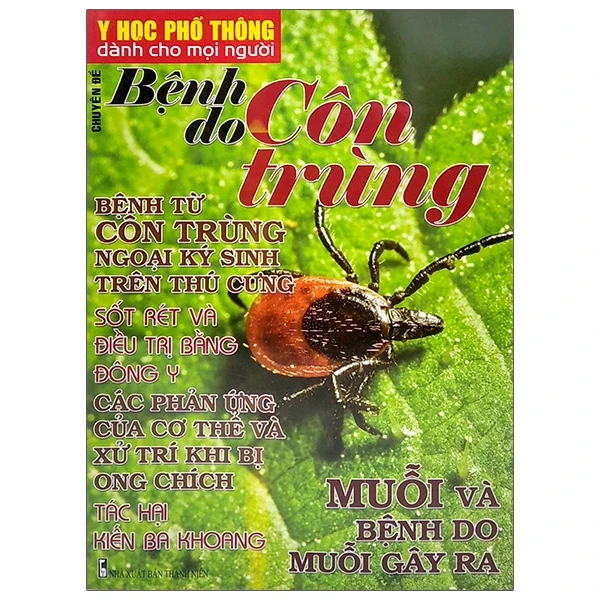 Y HỌC PHỔ THÔNG
dành cho mọi người
CHUYÊN ĐỀ
Bệnh
do
Côn
trùng
BỆNH TỪ
CÔN TRÙNG
NGOẠI KÝ SINH
TRÊN THÚ CƯNG
SỐT RÉT VÀ
ĐIỀU TRỊ BẰNG
ĐÔNG Y
CÁC PHẢN ỨNG
CỦA CƠ THỂ VÀ
XỬ TRÍ KHI BỊ
ONG CHÍCH
TÁC HẠI
KIẾN BA KHOANG
MUỖI VÀ
BỆNH DO
MUỖI GÂY RA
NHÀ XUẤT BẢN THANH NIÊN